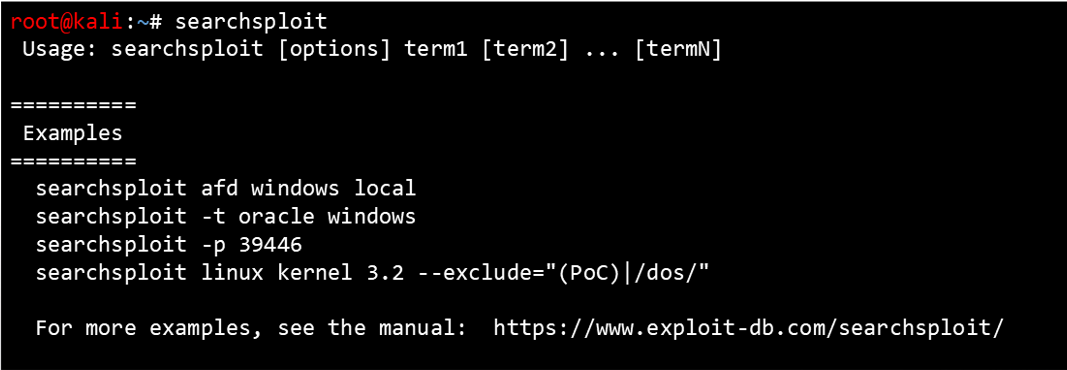 root@kali:~# searchsploit
Usage: searchsploit [options] term1 [term2] ... [termN]
==========
Examples
==========
searchsploit afd windows local
searchsploit -t oracle windows
searchsploit -p 39446
searchsploit linux kernel 3.2 --exclude="(PoC)|/dos/"
For more examples, see the manual: https://www.exploit-db.com/searchsploit/